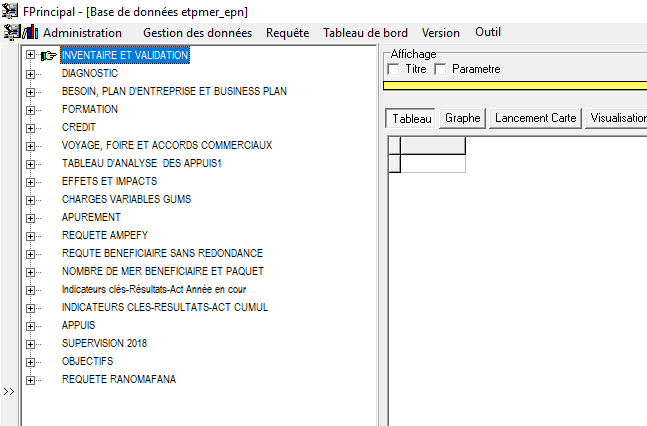 FPrincipal - [Base de données etpmer_epn]
Administration Gestion des données Requête Tableau de bord Version Outil
INVENTAIRE ET VALIDATION
DIAGNOSTIC
BESOIN, PLAN D'ENTREPRISE ET BUSINESS PLAN
FORMATION
CREDIT
VOYAGE, FOIRE ET ACCORDS COMMERCIAUX
TABLEAU D'ANALYSE DES APPUIS1
EFFETS ET IMPACTS
CHARGES VARIABLES GUMS
APUREMENT
REQUETE AMPEFY
REQUTE BENEFICIAIRE SANS REDONDANCE
NOMBRE DE MER BENEFICIAIRE ET PAQUET
Indicateurs clés-Résultats-Act Année en cour
INDICATEURS CLES-RESULTATS-ACT CUMUL
APPUIS
SUPERVISION 2018
OBJECTIFS
REQUETE RANOMAFANA
>>
Affichage
Titre Parametre
Tableau Graphe Lancement Carte Visualisation